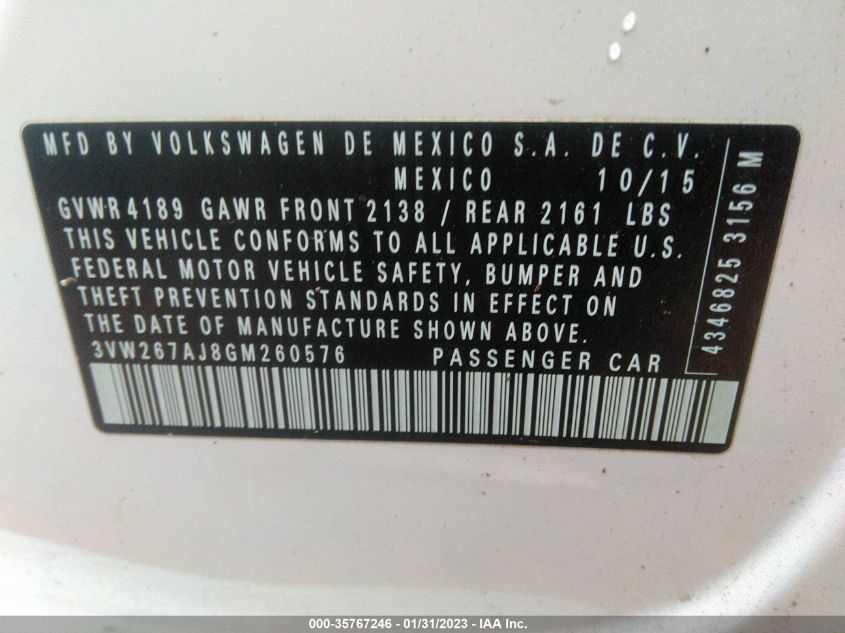 MFD BY VOLKSWAGEN DE MEXICO S.A. DE C.V.
MEXICO 10/15
GVWR 4189 GAWR FRONT 2138 / REAR 2161 LBS
THIS VEHICLE CONFORMS TO ALL APPLICABLE U.S.
FEDERAL MOTOR VEHICLE SAFETY, BUMPER AND
THEFT PREVENTION STANDARDS IN EFFECT ON
THE DATE OF MANUFACTURE SHOWN ABOVE.
3VW267AJ8GM260576 PASSENGER CAR
4346825 3156 M
000-35767246 - 01/31/2023 - IAA Inc.